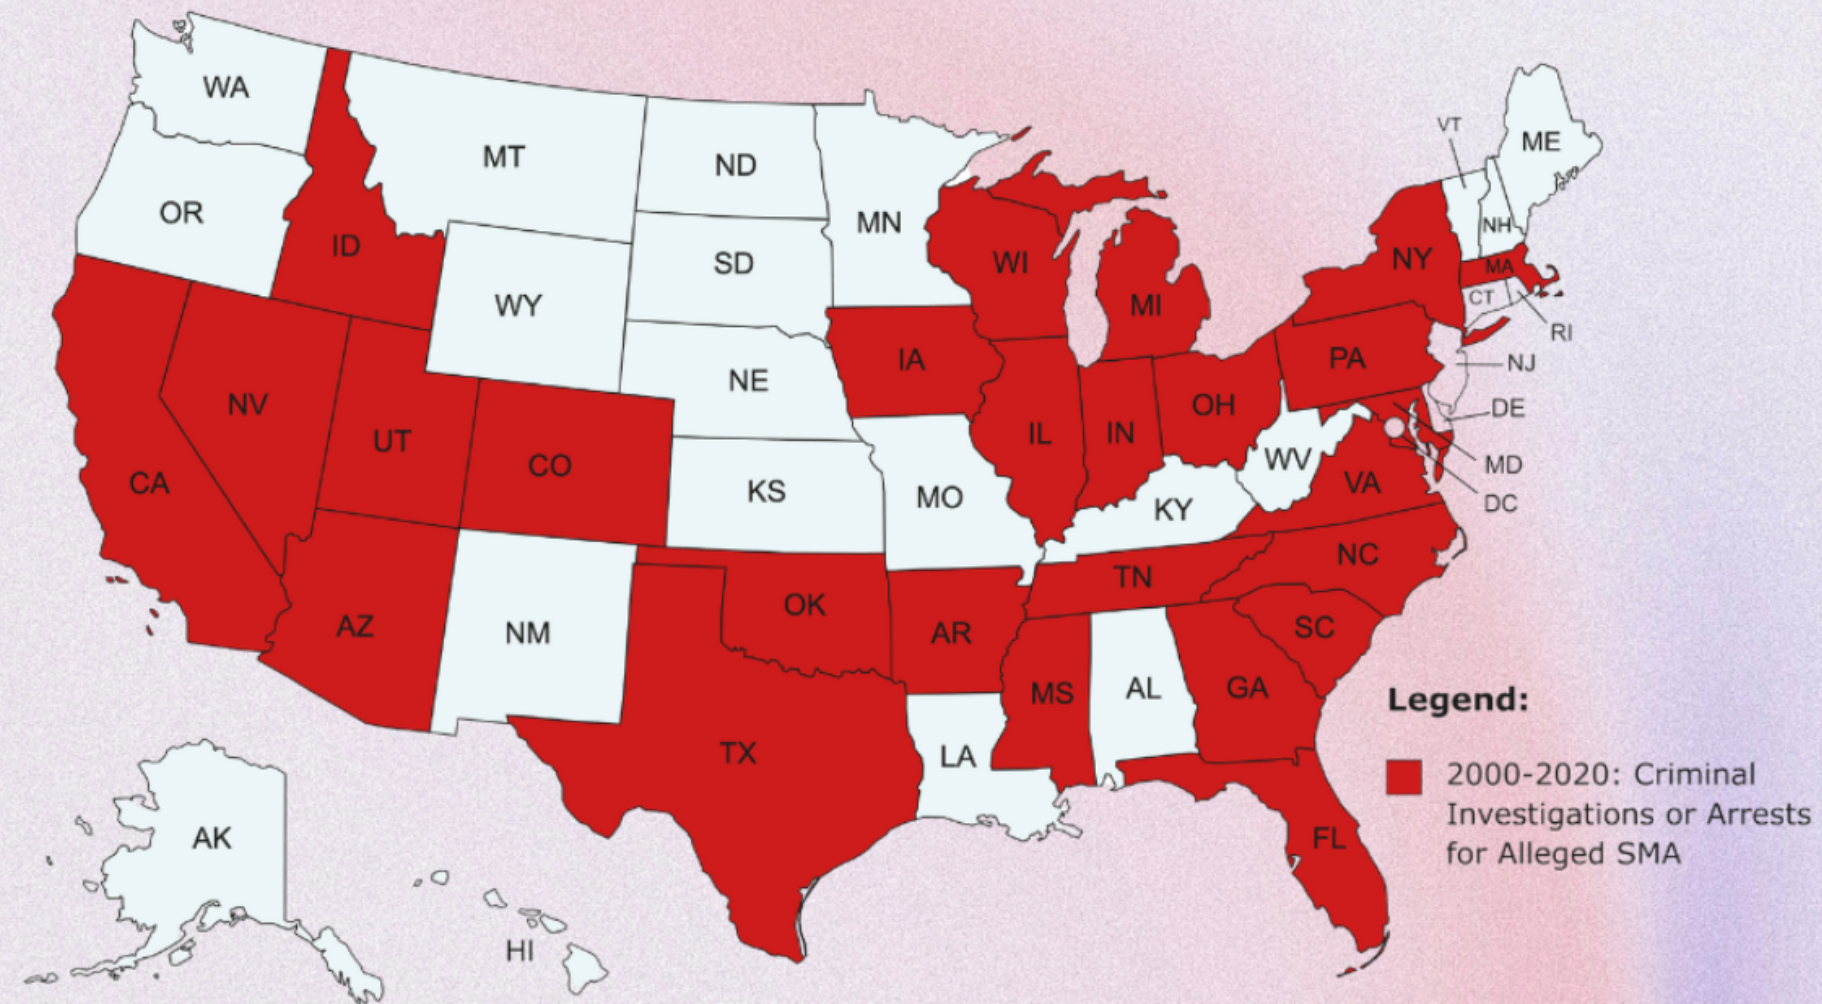 WA
MT
ND
MN
VT
ME
OR
ID
SD
WI
NY
NH
MA
WY
MI
CT
RI
IA
PA
NJ
NE
NV
OH
DE
UT
CO
IL
IN
WV
MD
CA
KS
MO
KY
VA
DC
NC
TN
AZ
NM
OK
AR
SC
MS
AL
GA
Legend:
TX
LA
2000-2020: Criminal
Investigations or Arrests
for Alleged SMA
AK
FL
HI